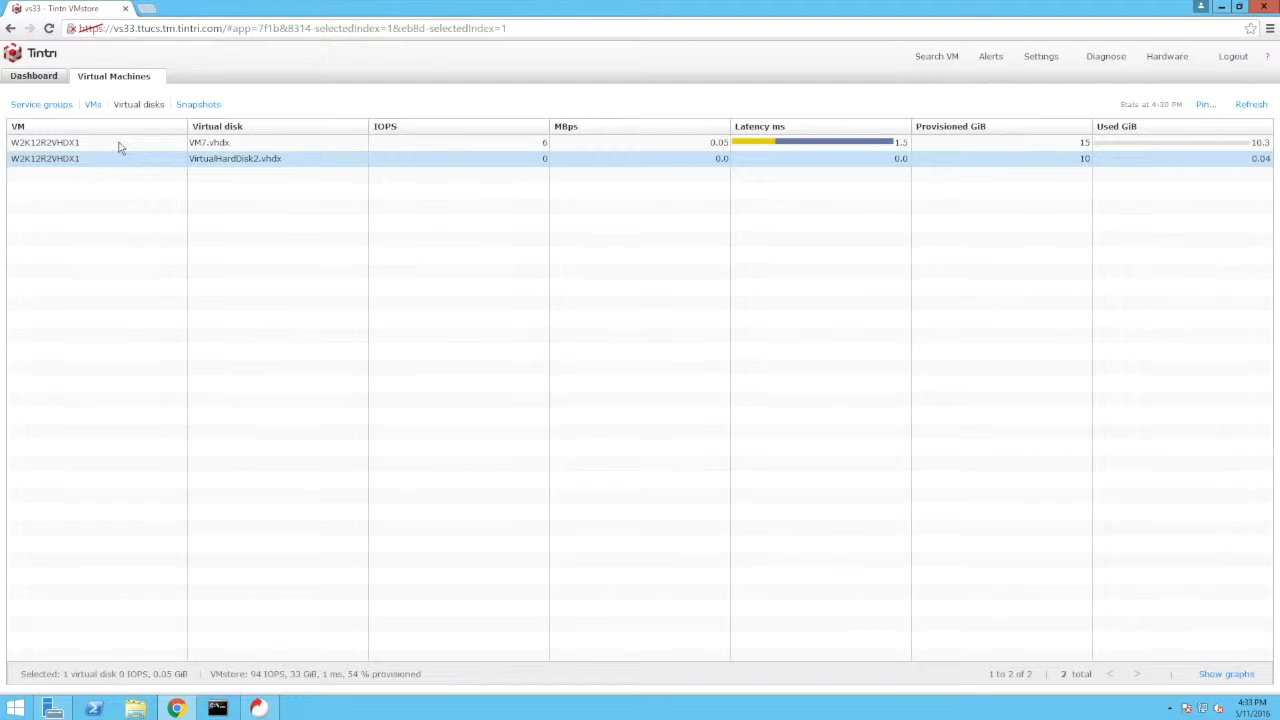 vs33 - Tintri VMstore
https://vs33.ttucs.tm.tintri.com/#app=7f1b&8314-selectedIndex=1&eb8d-selectedIndex=1
Tintri
Search VM Alerts Settings Diagnose Hardware Logout ?
Dashboard Virtual Machines
Service groups VMs Virtual disks Snapshots Stats at 4:30 PM Pin... Refresh
VM Virtual disk IOPS MBps Latency ms Provisioned GiB Used GiB
W2K12R2VHDX1 VM7.vhdx 6 0.05 1.5 15 10.3
W2K12R2VHDX1 VirtualHardDisk2.vhdx 0 0.0 0.0 10 0.04
Selected: 1 virtual disk 0 IOPS, 0.05 GiB | VMstore: 94 IOPS, 33 GiB, 1 ms, 54 % provisioned 1 to 2 of 2 | 2 total < > | Show graphs
4:33 PM
5/11/2016